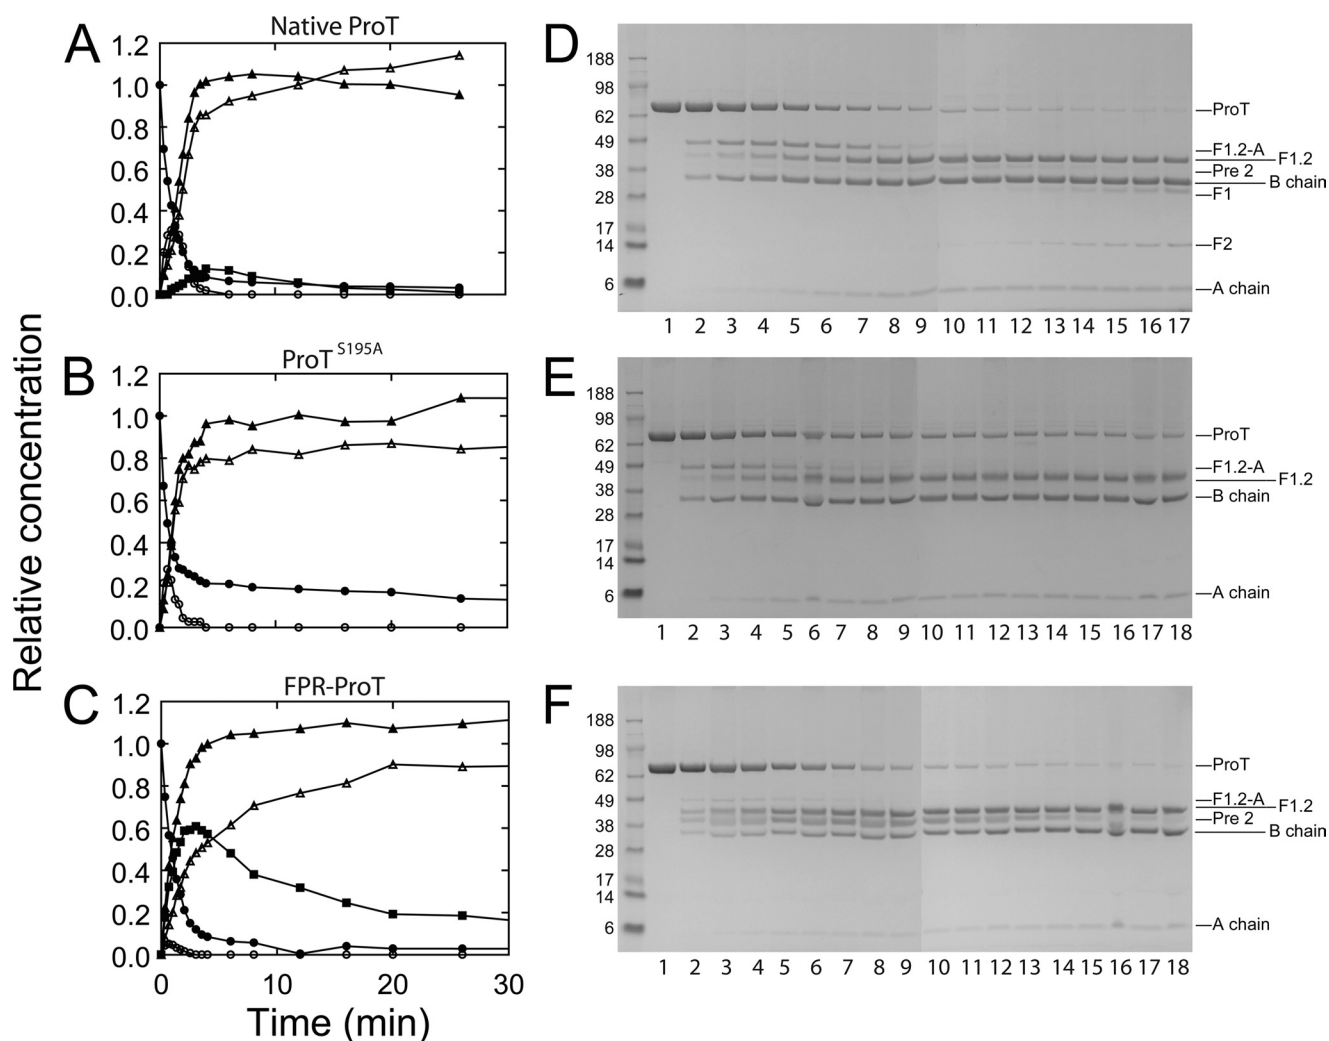 A
Native ProT
1.2
1.0
0.8
0.6
0.4
0.2
0.0
B
ProT S195A
1.2
1.0
0.8
0.6
0.4
0.2
0.0
C
FPR-ProT
1.2
1.0
0.8
0.6
0.4
0.2
0.0
0 10 20 30
Time (min)
Relative concentration
D
188
98
62
49
38
28
17
14
6
ProT
F1.2-A
F1.2
Pre 2
B chain
F1
F2
A chain
1 2 3 4 5 6 7 8 9 10 11 12 13 14 15 16 17
E
188
98
62
49
38
28
17
14
6
ProT
F1.2-A
F1.2
B chain
A chain
1 2 3 4 5 6 7 8 9 10 11 12 13 14 15 16 17 18
F
188
98
62
49
38
28
17
14
6
ProT
F1.2-A
F1.2
Pre 2
B chain
A chain
1 2 3 4 5 6 7 8 9 10 11 12 13 14 15 16 17 18